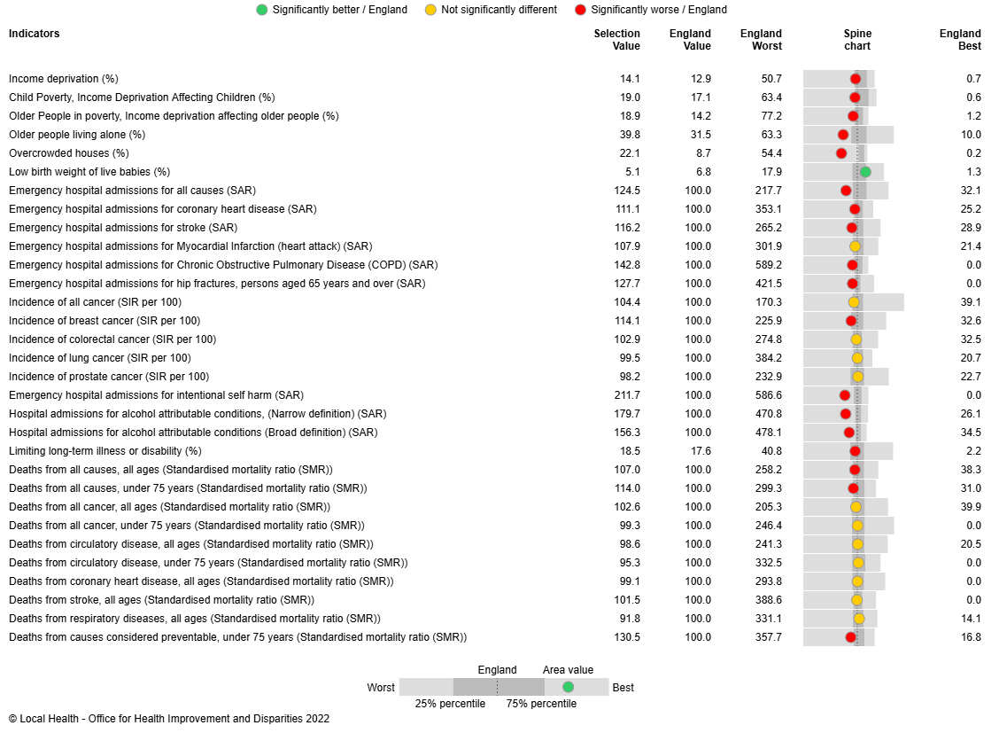 Significantly better / England Not significantly different Significantly worse / England
Indicators Selection Value England Value England Worst Spine chart England Best
Income deprivation (%) 14.1 12.9 50.7 0.7
Child Poverty, Income Deprivation Affecting Children (%) 19.0 17.1 63.4 0.6
Older People in poverty, Income deprivation affecting older people (%) 18.9 14.2 77.2 1.2
Older people living alone (%) 39.8 31.5 63.3 10.0
Overcrowded houses (%) 22.1 8.7 54.4 0.2
Low birth weight of live babies (%) 5.1 6.8 17.9 1.3
Emergency hospital admissions for all causes (SAR) 124.5 100.0 217.7 32.1
Emergency hospital admissions for coronary heart disease (SAR) 111.1 100.0 353.1 25.2
Emergency hospital admissions for stroke (SAR) 116.2 100.0 265.2 28.9
Emergency hospital admissions for Myocardial Infarction (heart attack) (SAR) 107.9 100.0 301.9 21.4
Emergency hospital admissions for Chronic Obstructive Pulmonary Disease (COPD) (SAR) 142.8 100.0 589.2 0.0
Emergency hospital admissions for hip fractures, persons aged 65 years and over (SAR) 127.7 100.0 421.5 0.0
Incidence of all cancer (SIR per 100) 104.4 100.0 170.3 39.1
Incidence of breast cancer (SIR per 100) 114.1 100.0 225.9 32.6
Incidence of colorectal cancer (SIR per 100) 102.9 100.0 274.8 32.5
Incidence of lung cancer (SIR per 100) 99.5 100.0 384.2 20.7
Incidence of prostate cancer (SIR per 100) 98.2 100.0 232.9 22.7
Emergency hospital admissions for intentional self harm (SAR) 211.7 100.0 586.6 0.0
Hospital admissions for alcohol attributable conditions, (Narrow definition) (SAR) 179.7 100.0 470.8 26.1
Hospital admissions for alcohol attributable conditions (Broad definition) (SAR) 156.3 100.0 478.1 34.5
Limiting long-term illness or disability (%) 18.5 17.6 40.8 2.2
Deaths from all causes, all ages (Standardised mortality ratio (SMR)) 107.0 100.0 258.2 38.3
Deaths from all causes, under 75 years (Standardised mortality ratio (SMR)) 114.0 100.0 299.3 31.0
Deaths from all cancer, all ages (Standardised mortality ratio (SMR)) 102.6 100.0 205.3 39.9
Deaths from all cancer, under 75 years (Standardised mortality ratio (SMR)) 99.3 100.0 246.4 0.0
Deaths from circulatory disease, all ages (Standardised mortality ratio (SMR)) 98.6 100.0 241.3 20.5
Deaths from circulatory disease, under 75 years (Standardised mortality ratio (SMR)) 95.3 100.0 332.5 0.0
Deaths from coronary heart disease, all ages (Standardised mortality ratio (SMR)) 99.1 100.0 293.8 0.0
Deaths from stroke, all ages (Standardised mortality ratio (SMR)) 101.5 100.0 388.6 0.0
Deaths from respiratory diseases, all ages (Standardised mortality ratio (SMR)) 91.8 100.0 331.1 14.1
Deaths from causes considered preventable, under 75 years (Standardised mortality ratio (SMR)) 130.5 100.0 357.7 16.8
England Area value
Worst Best
25% percentile 75% percentile
© Local Health - Office for Health Improvement and Disparities 2022